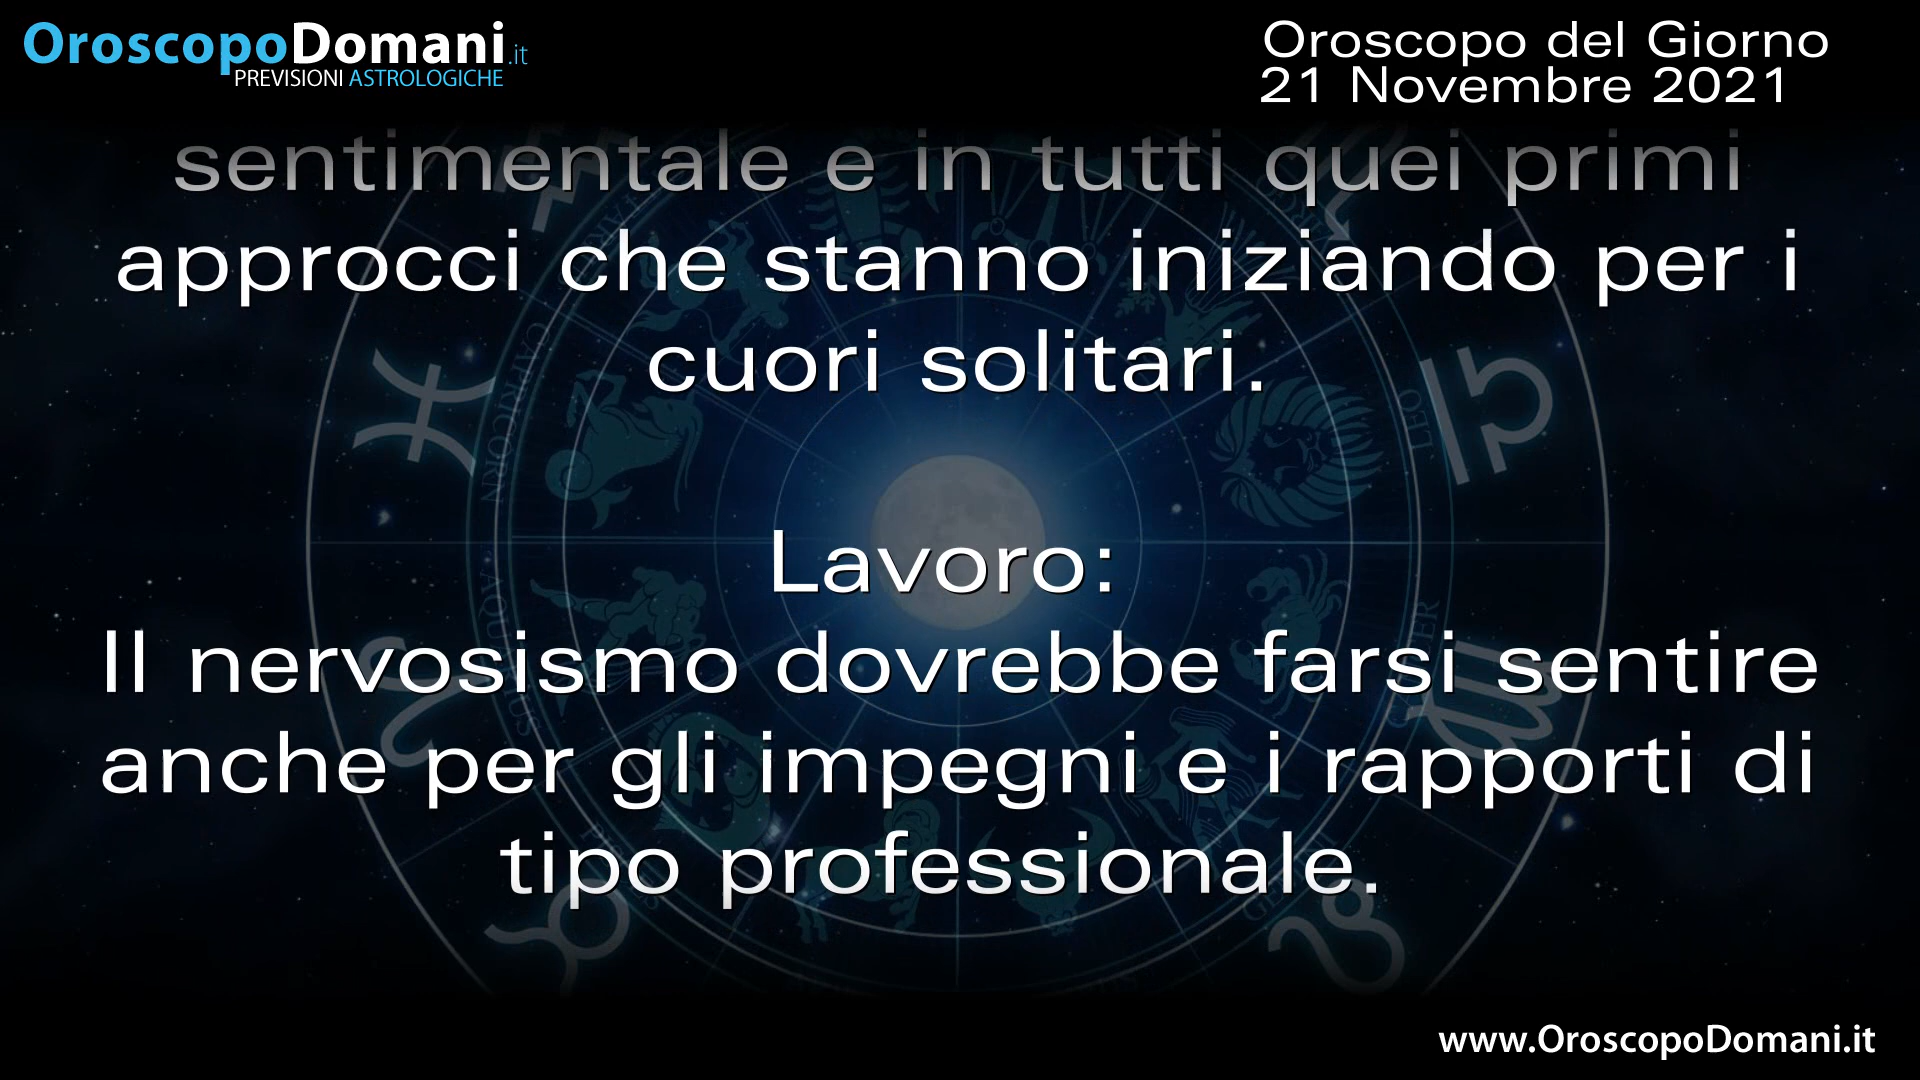 OroscopoDomani.it
PREVISIONI ASTROLOGICHE
Oroscopo del Giorno
21 Novembre 2021
sentimentale e in tutti quei primi
approcci che stanno iniziando per i
cuori solitari.
Lavoro:
Il nervosismo dovrebbe farsi sentire
anche per gli impegni e i rapporti di
tipo professionale.
CAPRICORN
LEO
www.OroscopoDomani.it